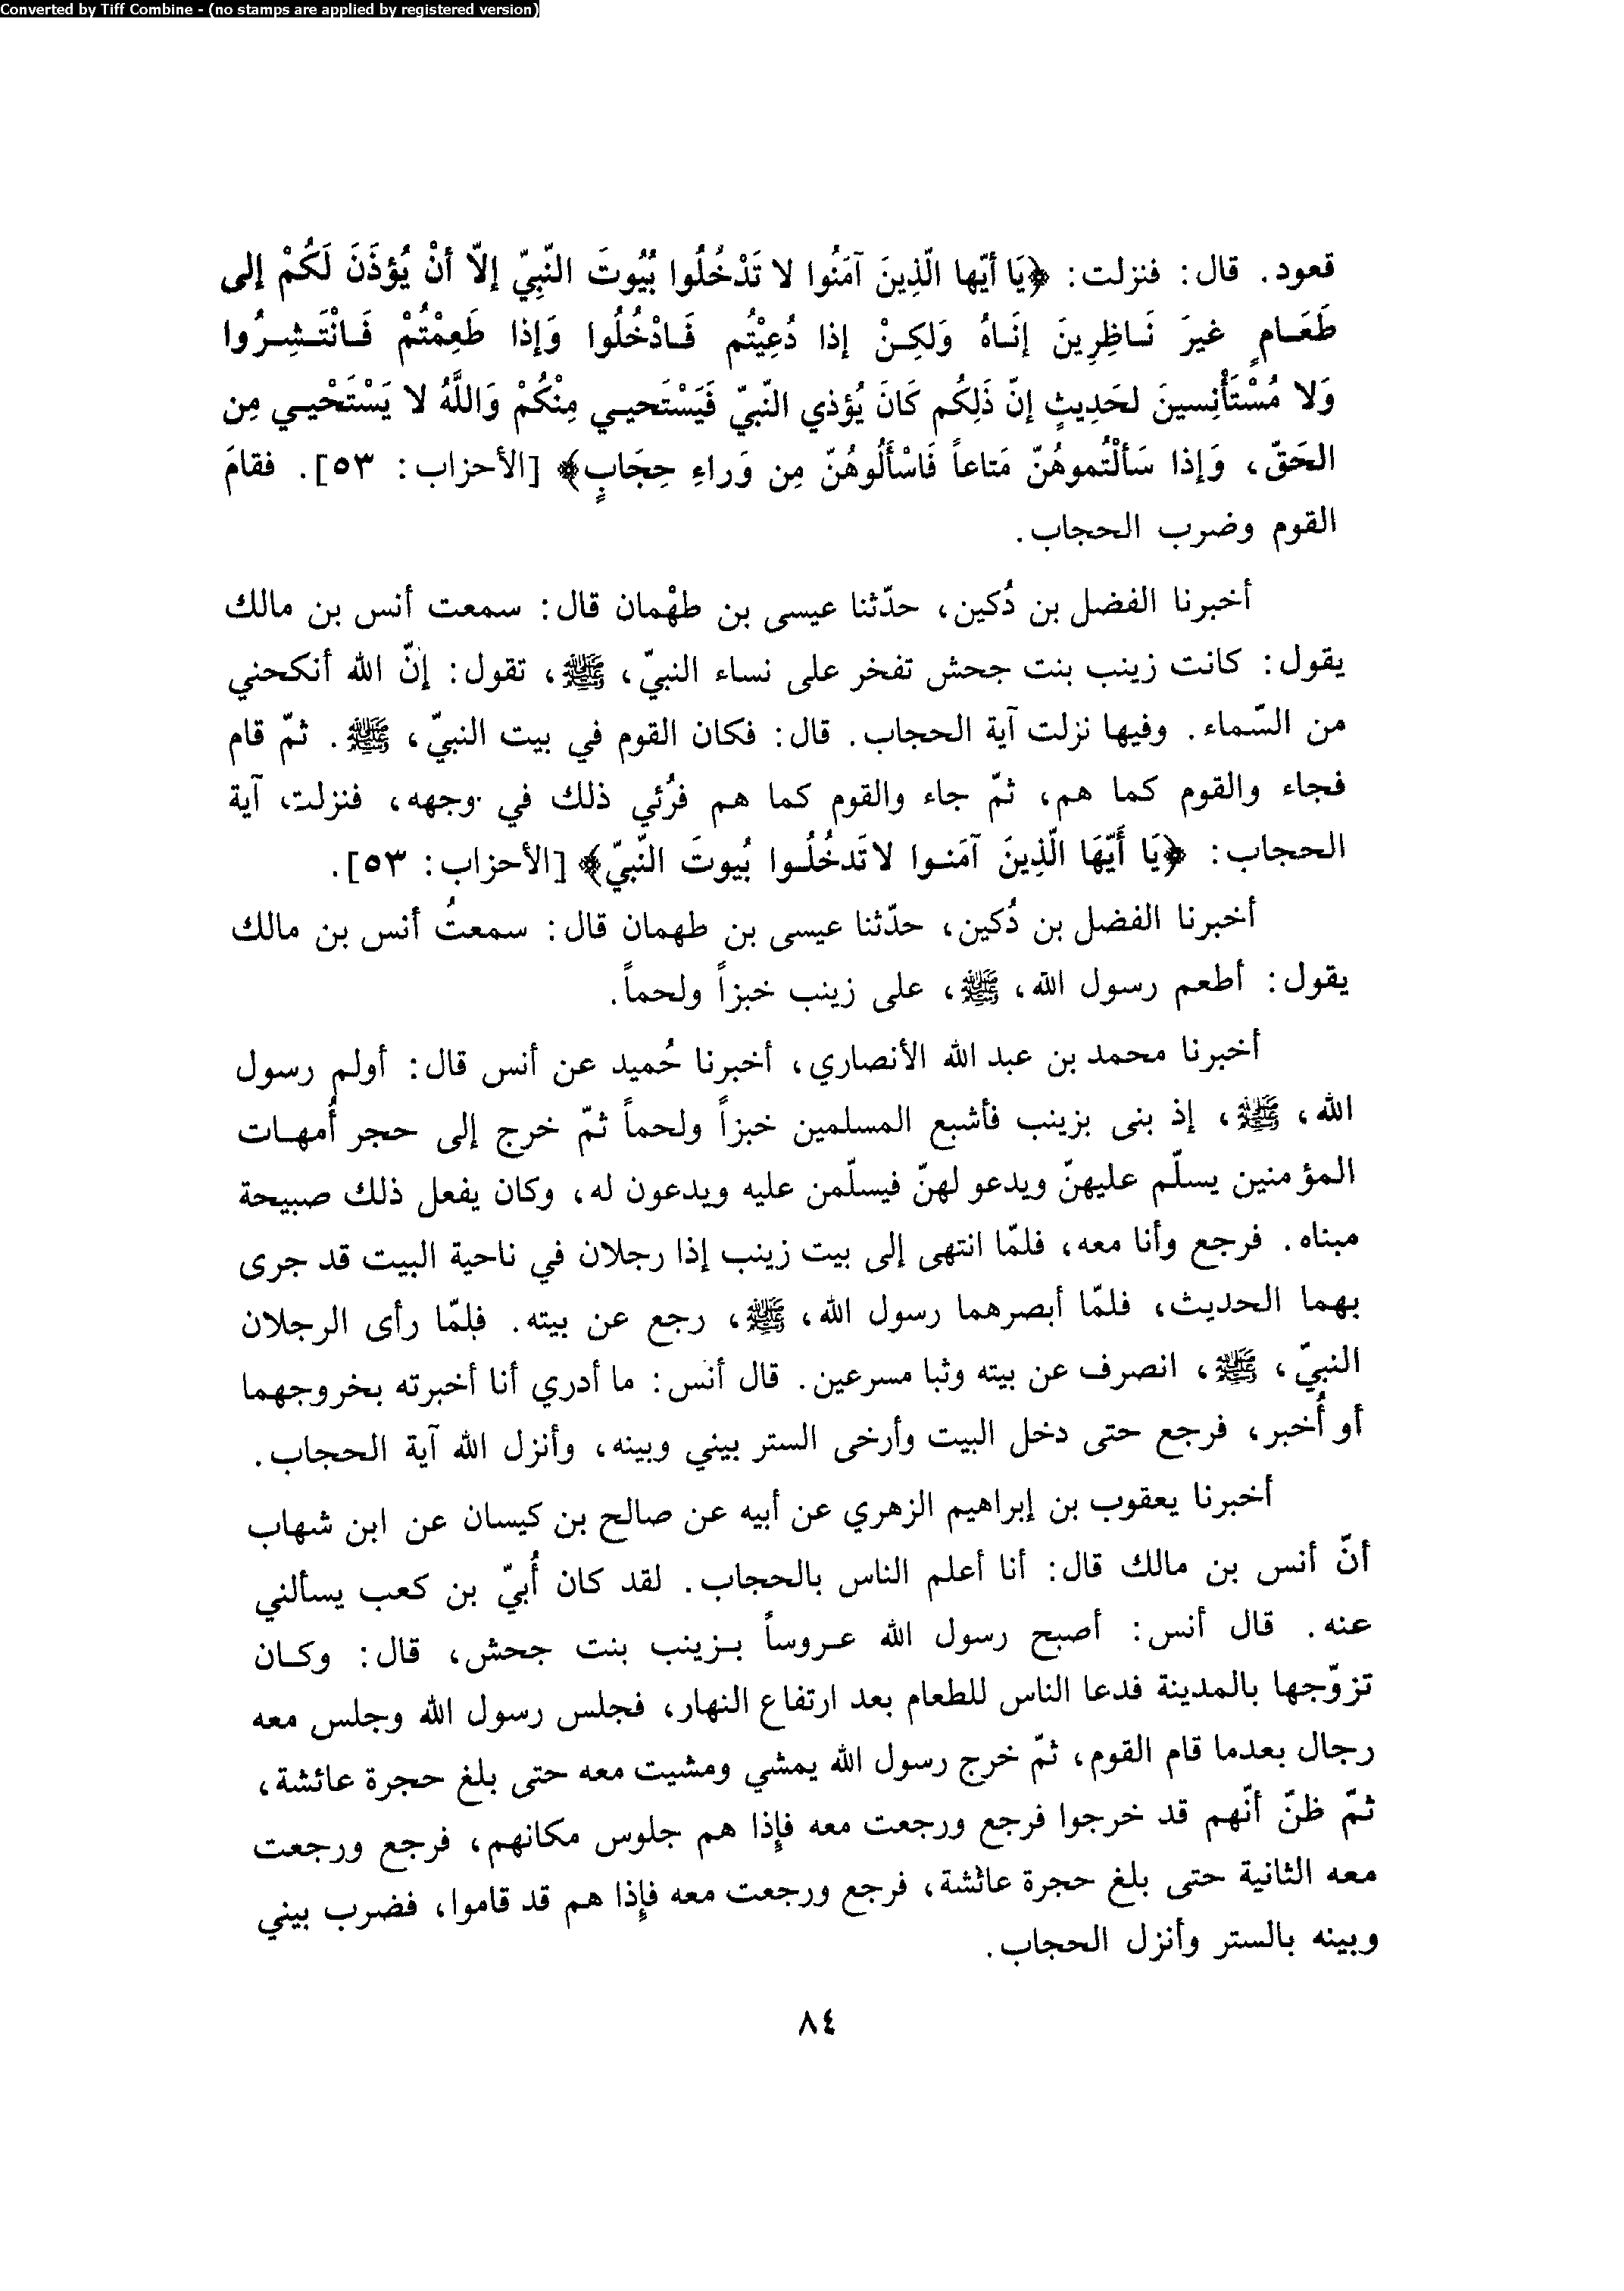 Converted by Tiff Combine - (no stamps are applied by registered version)
قعود. قال: فنزلت: ﴿يَا أيّها الّذِينَ آمَنُوا لا تَدْخُلُوا بُيُوتَ النّبِيّ إلاّ أنْ يُؤذَنَ لَكُمْ إلى
طَعَامٍ غيرَ نَاظِرِينَ إنَاهُ وَلكِنْ إذا دُعِيْتُم فَادْخُلُوا وَإذا طَعِمْتُمْ فَانْتَشِرُوا
وَلا مُسْتَأْنِسينَ لحَدِيثٍ إنّ ذَلِكُم كَانَ يُؤذي النّبيّ فَيَسْتَحيي مِنْكُمْ وَاللَّهُ لا يَسْتَحْيي مِن
الحَقّ، وَإذا سَألْتُموهُنّ مَتاعاً فَاسْأَلُوهُنّ مِن وَراءِ حِجَابٍ﴾ [الأحزاب: ٥٣]. فقامَ
القوم وضرب الحجاب.
أخبرنا الفضل بن دُكين، حدّثنا عيسى بن طهْمان قال: سمعت أنس بن مالك
يقول: كانت زينب بنت جحش تفخر على نساء النبيّ، ﷺ، تقول: إنّ الله أنكحني
من السّماء. وفيها نزلت آية الحجاب. قال: فكان القوم في بيت النبيّ، ﷺ. ثمّ قام
فجاء والقوم كما هم، ثمّ جاء والقوم كما هم فرُئي ذلك في وجهه، فنزلت آية
الحجاب: ﴿يَا أَيّهَا الّذِينَ آمَنوا لا تَدخُلُوا بُيوتَ النّبيّ﴾ [الأحزاب: ٥٣].
أخبرنا الفضل بن دُكين، حدّثنا عيسى بن طهمان قال: سمعتُ أنس بن مالك
يقول: أطعم رسول الله، ﷺ، على زينب خبزاً ولحماً.
أخبرنا محمد بن عبد الله الأنصاري، أخبرنا حُميد عن أنس قال: أولم رسول
الله، ﷺ، إذ بنى بزينب فأشبع المسلمين خبزاً ولحماً ثمّ خرج إلى حجر أُمهات
المؤمنين يسلّم عليهنّ ويدعو لهنّ فيسلّمن عليه ويدعون له، وكان يفعل ذلك صبيحة
مبناه. فرجع وأنا معه، فلمّا انتهى إلى بيت زينب إذا رجلان في ناحية البيت قد جرى
بهما الحديث، فلمّا أبصرهما رسول الله، ﷺ، رجع عن بيته. فلمّا رأى الرجلان
النبيّ، ﷺ، انصرف عن بيته وثبا مسرعين. قال أنس: ما أدري أنا أخبرته بخروجهما
أو أُخبر، فرجع حتى دخل البيت وأرخى الستر بيني وبينه، وأنزل الله آية الحجاب.
أخبرنا يعقوب بن إبراهيم الزهري عن أبيه عن صالح بن كيسان عن ابن شهاب
أنّ أنس بن مالك قال: أنا أعلم الناس بالحجاب. لقد كان أُبيّ بن كعب يسألني
عنه. قال أنس: أصبح رسول الله عروساً بزينب بنت جحش، قال: وكان
تزوّجها بالمدينة فدعا الناس للطعام بعد ارتفاع النهار، فجلس رسول الله وجلس معه
رجال بعدما قام القوم، ثمّ خرج رسول الله يمشي ومشيت معه حتى بلغ حجرة عائشة،
ثمّ ظنّ أنّهم قد خرجوا فرجع ورجعت معه فإذا هم جلوس مكانهم، فرجع ورجعت
معه الثانية حتى بلغ حجرة عائشة، فرجع ورجعت معه فإذا هم قد قاموا، فضرب بيني
وبينه بالستر وأنزل الحجاب.
٨٤